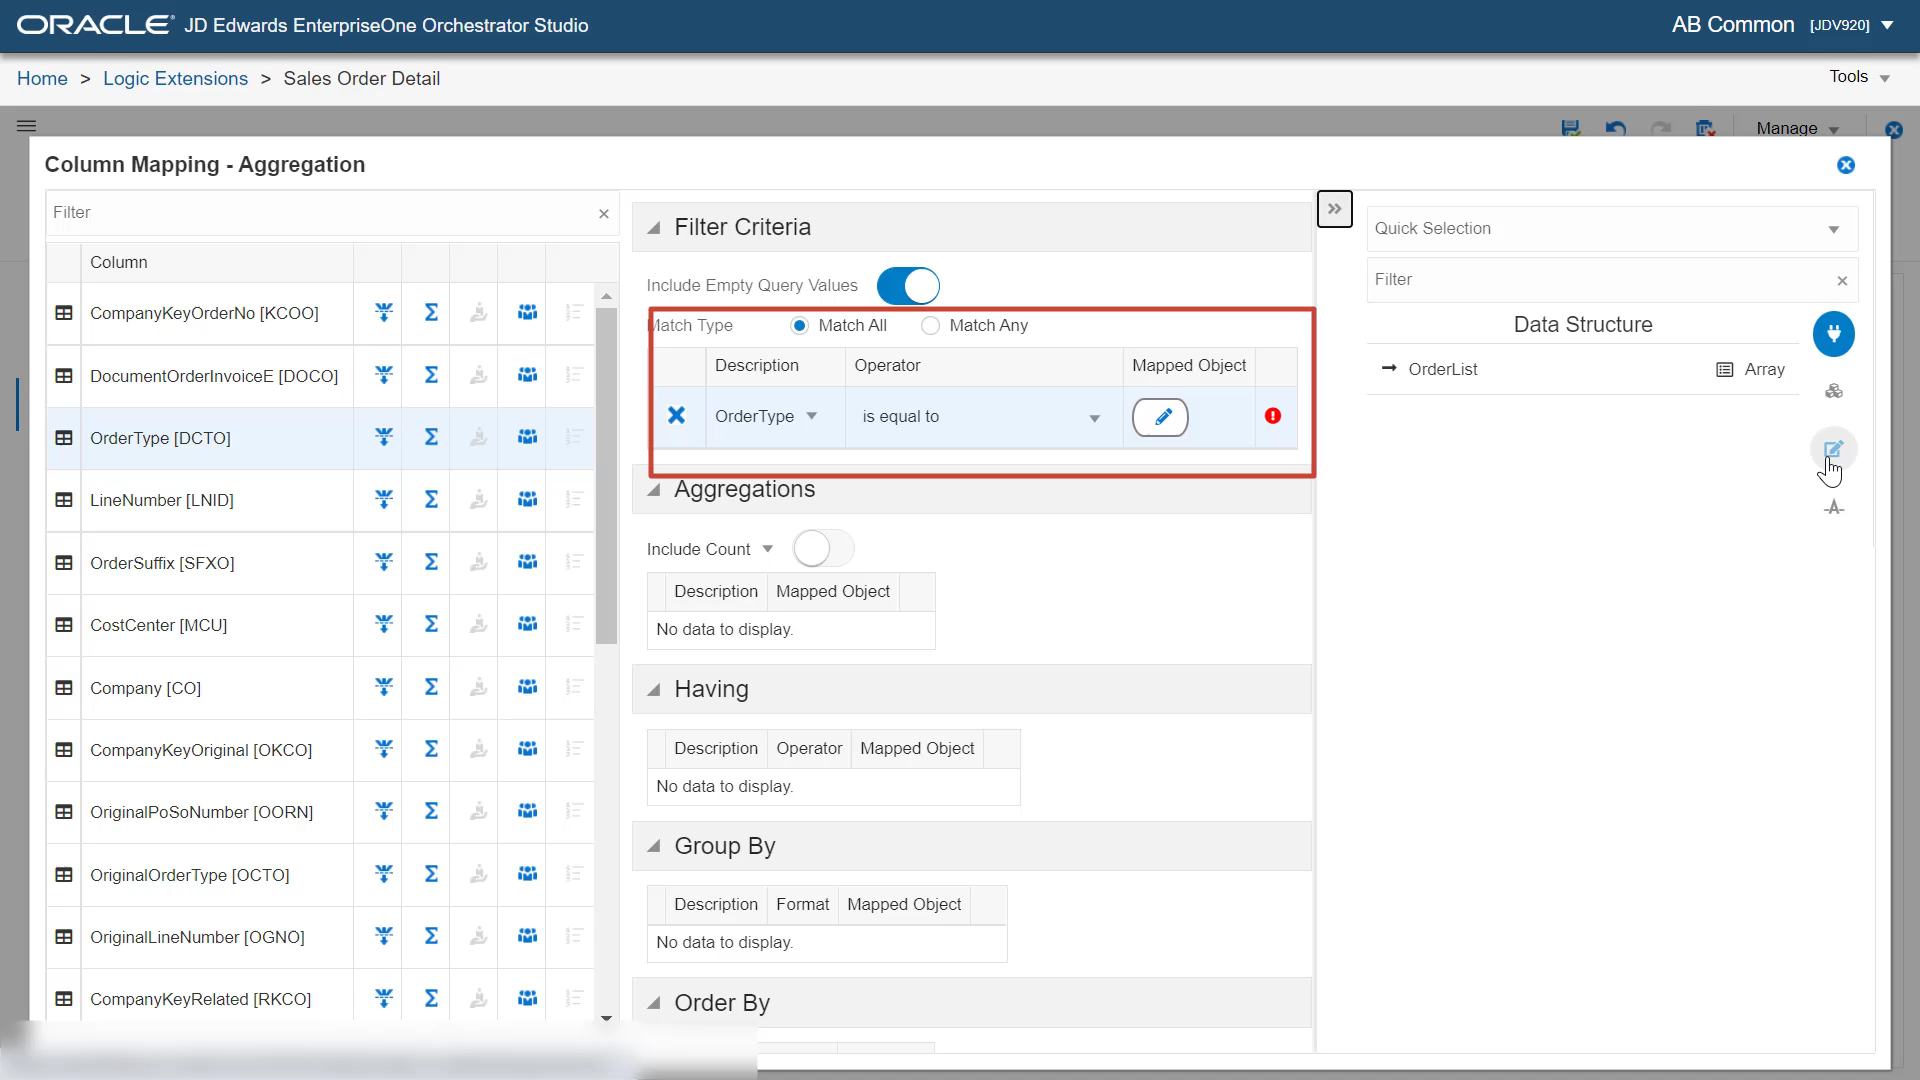 ORACLE JD Edwards EnterpriseOne Orchestrator Studio
AB Common [JDV920]
Home > Logic Extensions > Sales Order Detail
Tools
Manage
Column Mapping - Aggregation
Filter
Column
CompanyKeyOrderNo [KCOO]
DocumentOrderInvoiceE [DOCO]
OrderType [DCTO]
LineNumber [LNID]
OrderSuffix [SFXO]
CostCenter [MCU]
Company [CO]
CompanyKeyOriginal [OKCO]
OriginalPoSoNumber [OORN]
OriginalOrderType [OCTO]
OriginalLineNumber [OGNO]
CompanyKeyRelated [RKCO]
Filter Criteria
Include Empty Query Values
Match Type Match All Match Any
Description Operator Mapped Object
OrderType is equal to
Aggregations
Include Count
Description Mapped Object
No data to display.
Having
Description Operator Mapped Object
No data to display.
Group By
Description Format Mapped Object
No data to display.
Order By
Quick Selection
Filter
Data Structure
OrderList Array